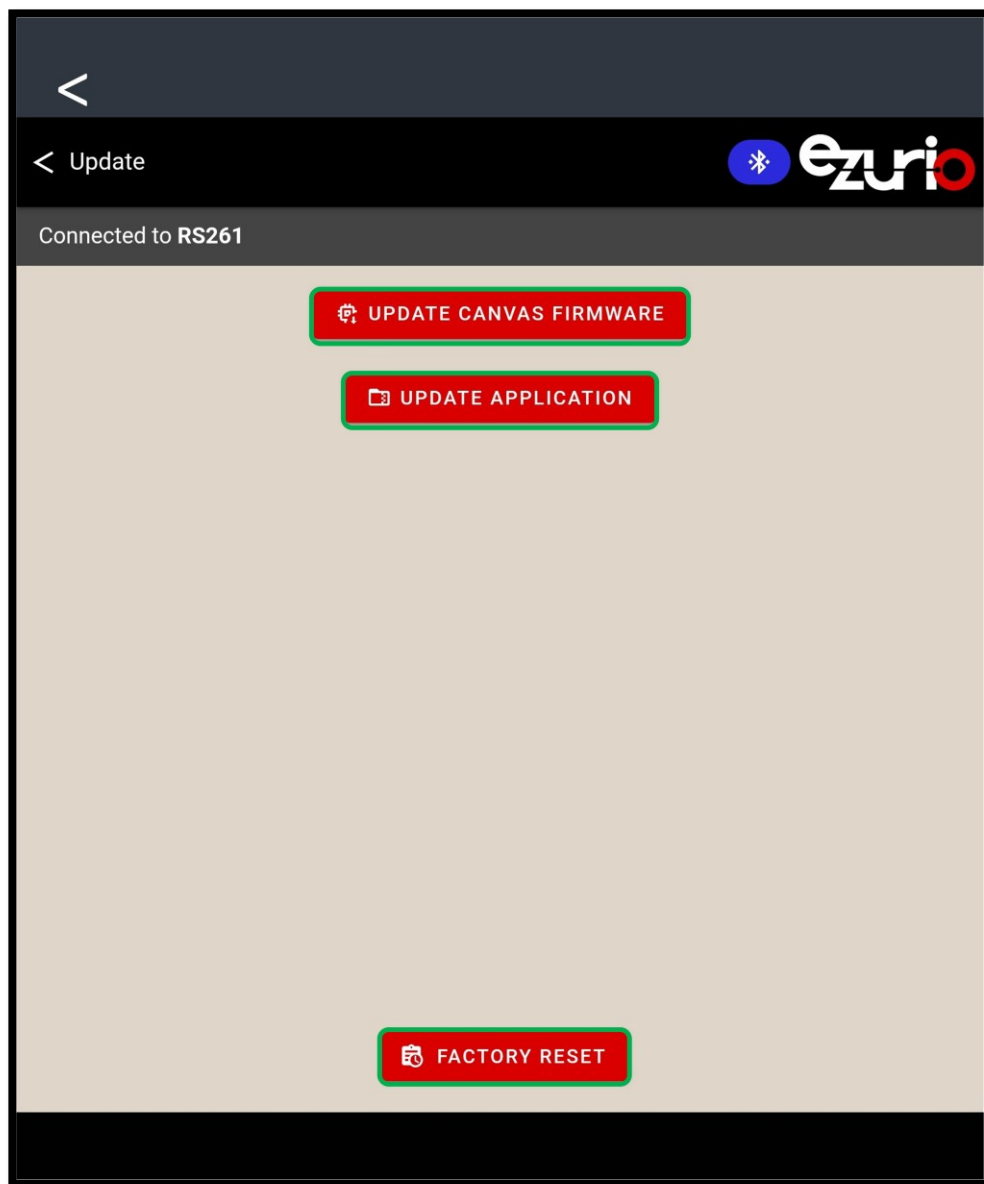 <
< Update
ezurio
Connected to RS261
UPDATE CANVAS FIRMWARE
UPDATE APPLICATION
FACTORY RESET